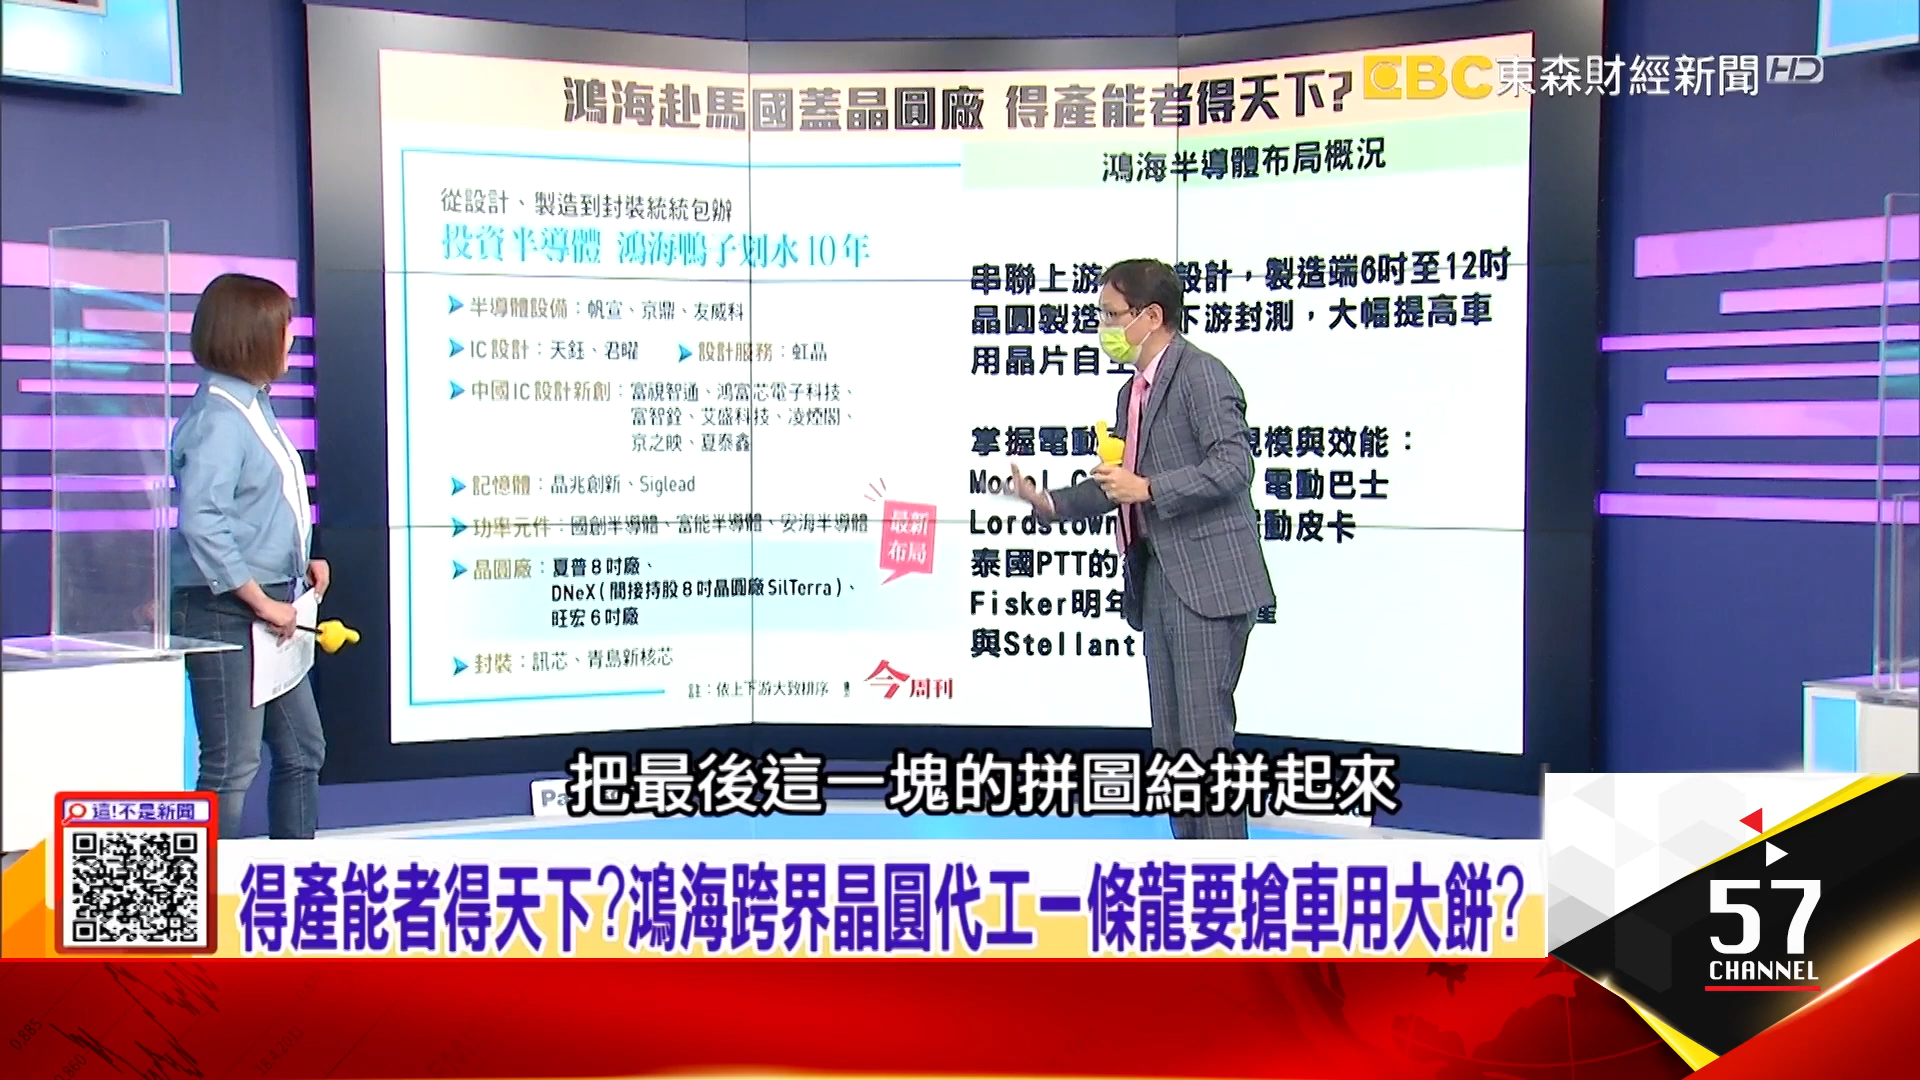 EBC東森財經新聞HD
鴻海赴馬國蓋晶圓廠 得產能者得天下?
從設計、製造到封裝統統包辦
投資半導體 鴻海鴨子划水10年
半導體設備：帆宣、京鼎、友威科
IC設計：天鈺、君曜
設計服務：虹晶
中國IC設計新創：富視智通、鴻富芯電子科技、
富智銓、艾盛科技、凌煙閣、
京之映、夏泰鑫
記憶體：晶兆創新、Siglead
功率元件：國創半導體、富能半導體、安海半導體
晶圓廠：夏普8吋廠、
DNeX(間接持股8吋晶圓廠SilTerra)、
旺宏6吋廠
封裝：訊芯、青島新核芯
註：依上下游大致排序
今周刊
最新
布局
鴻海半導體布局概況
串聯上游 設計，製造端6吋至12吋
晶圓製造 下游封測，大幅提高車
用晶片自主
掌握電動 規模與效能：
Model C 電動巴士
Lordstown 電動皮卡
泰國PTT的
Fisker明年 產
與Stellant
把最後這一塊的拼圖給拼起來
這!不是新聞
得產能者得天下?鴻海跨界晶圓代工一條龍要搶車用大餅?
57
CHANNEL